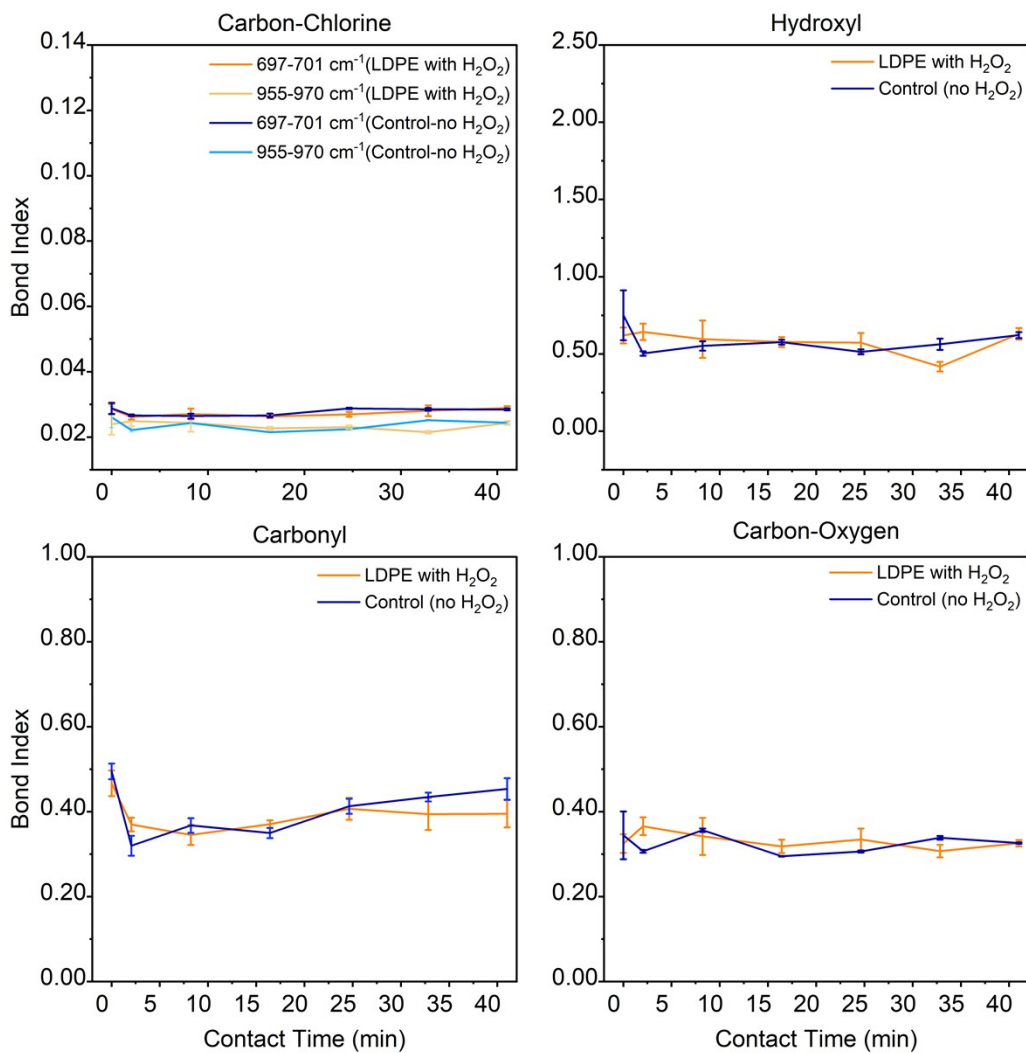 Carbon-Chlorine
Bond Index
0.14
0.12
0.10
0.08
0.06
0.04
0.02
697-701 cm⁻¹(LDPE with H₂O₂)
955-970 cm⁻¹(LDPE with H₂O₂)
697-701 cm⁻¹(Control-no H₂O₂)
955-970 cm⁻¹(Control-no H₂O₂)
0 10 20 30 40
Hydroxyl
2.50
2.00
1.50
1.00
0.50
0.00
LDPE with H₂O₂
Control (no H₂O₂)
0 5 10 15 20 25 30 35 40
Carbonyl
Bond Index
1.00
0.80
0.60
0.40
0.20
0.00
LDPE with H₂O₂
Control (no H₂O₂)
0 5 10 15 20 25 30 35 40
Contact Time (min)
Carbon-Oxygen
1.00
0.80
0.60
0.40
0.20
0.00
LDPE with H₂O₂
Control (no H₂O₂)
0 5 10 15 20 25 30 35 40
Contact Time (min)